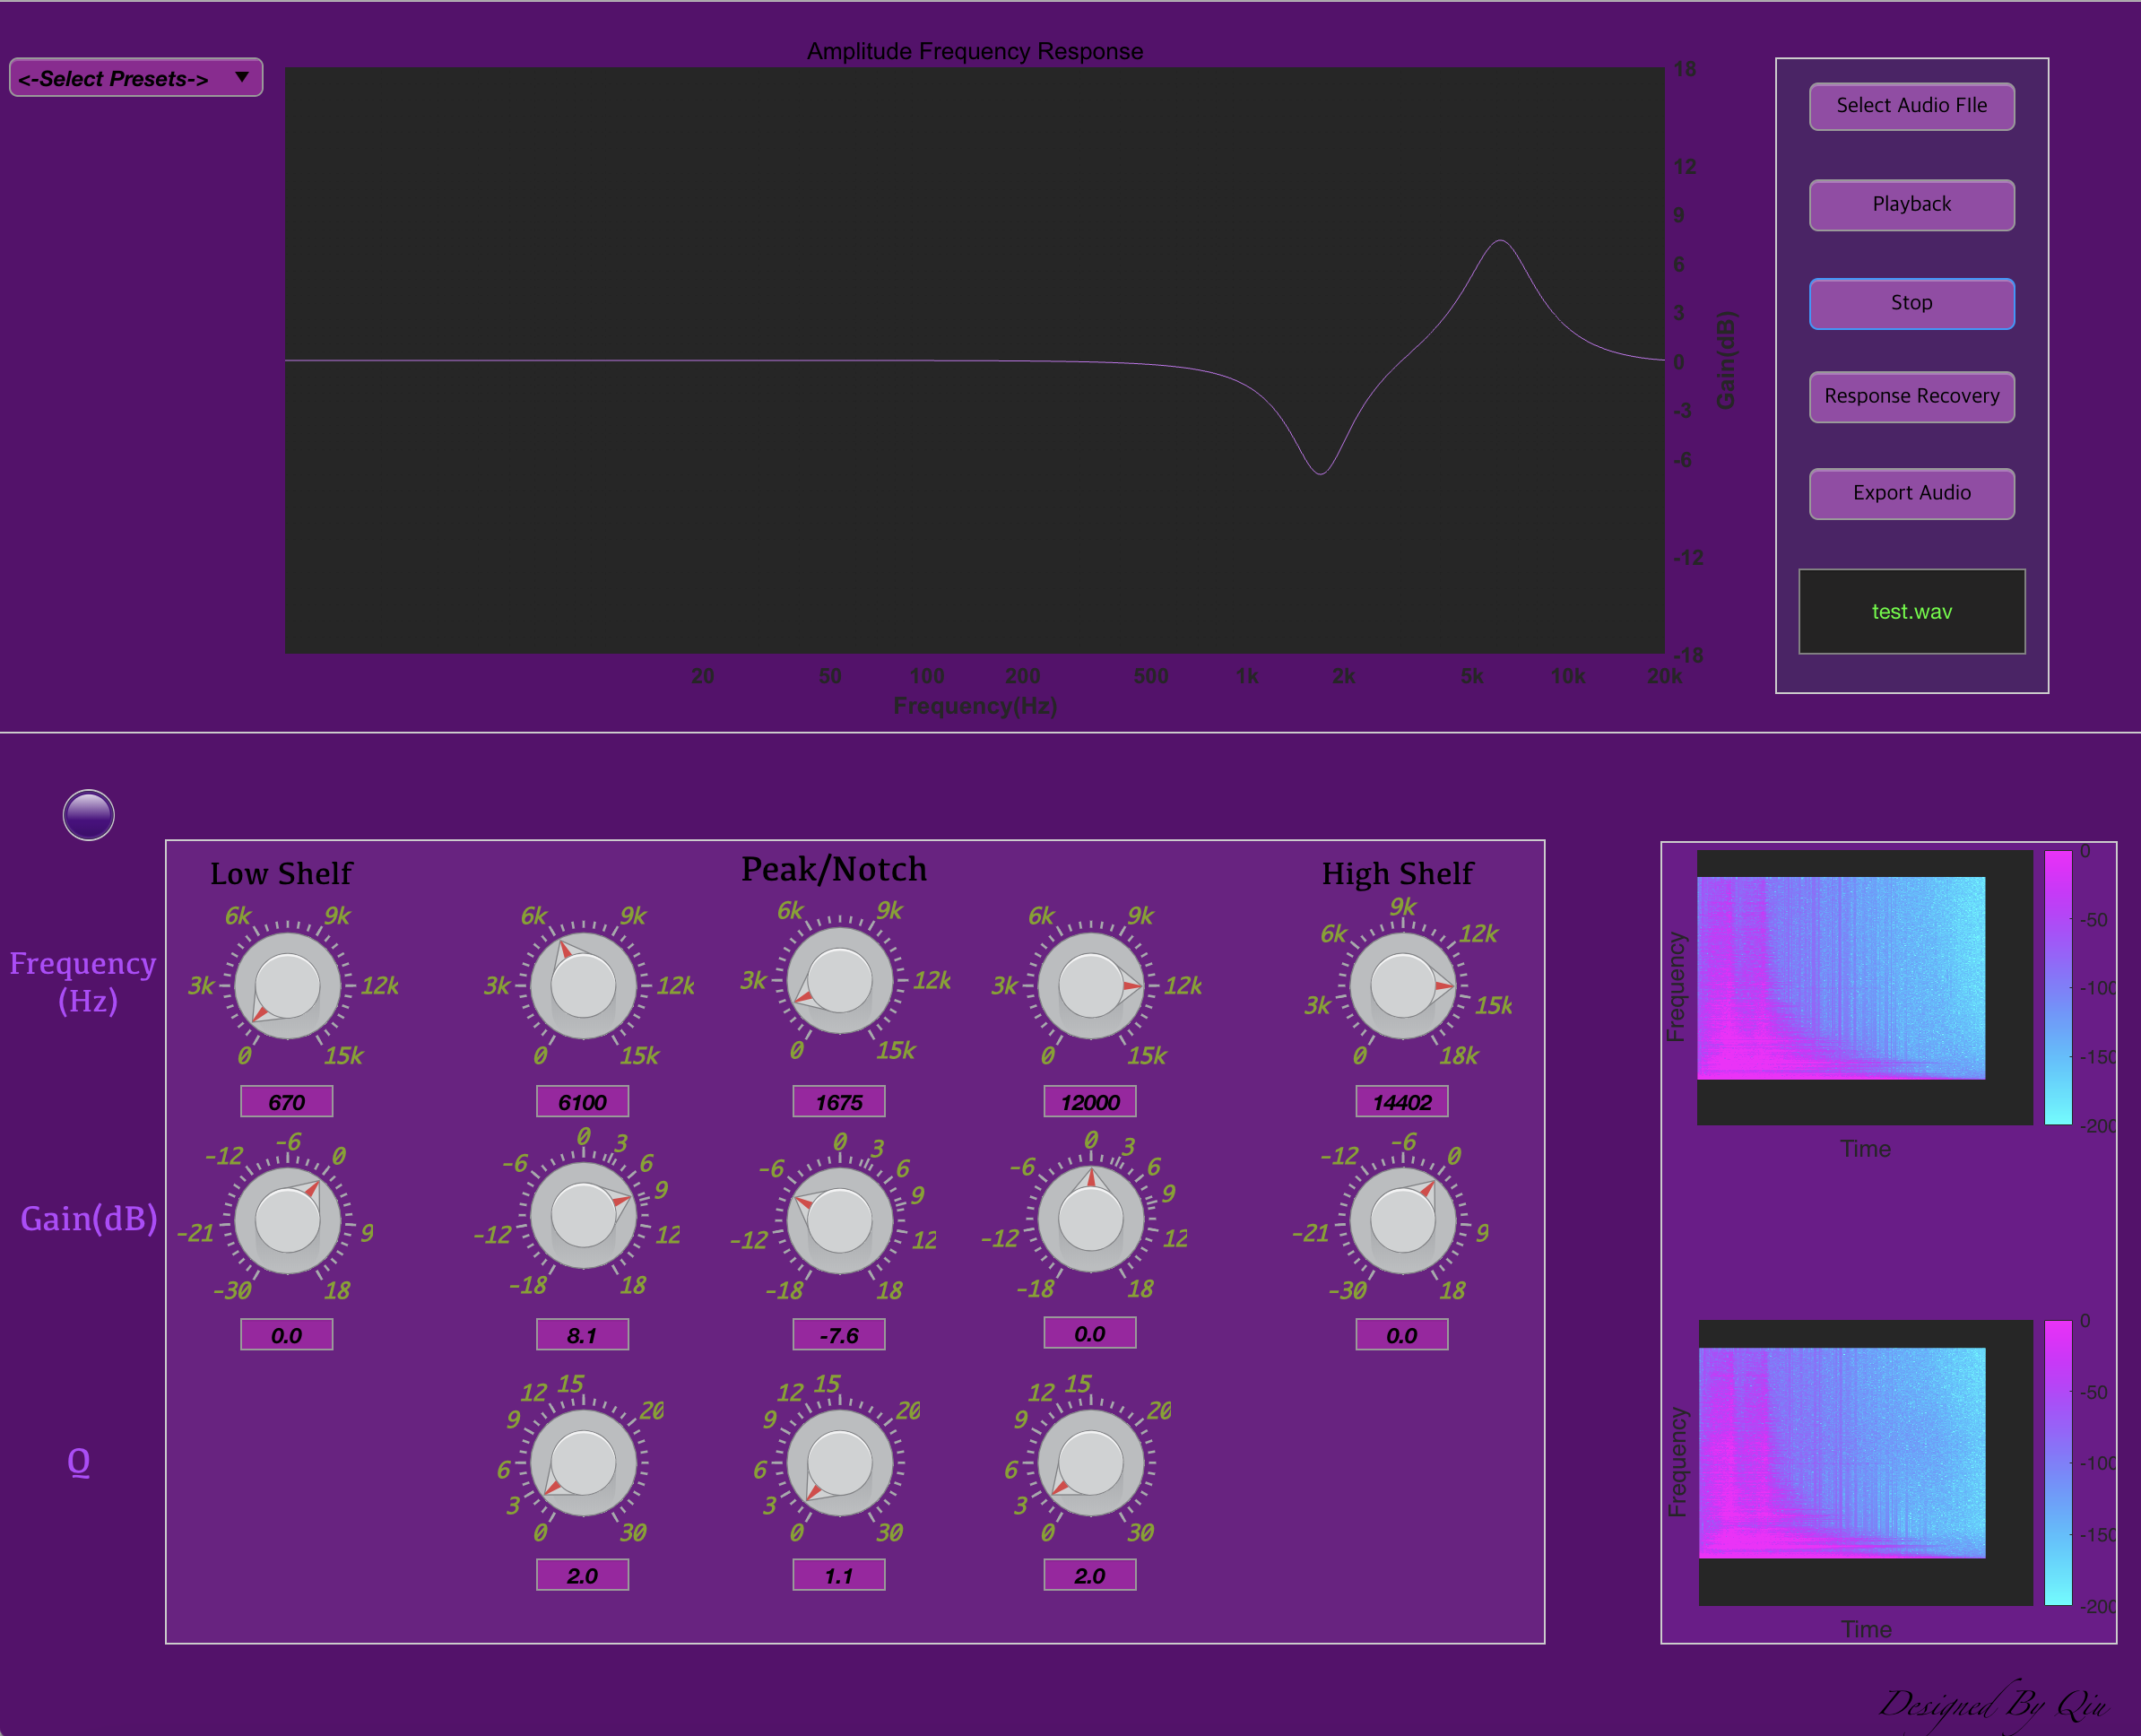 Amplitude Frequency Response
<-Select Presets->
18
12
9
6
3
0
-3
-6
-12
-18
Gain(dB)
20 50 100 200 500 1k 2k 5k 10k 20k
Frequency(Hz)
Select Audio FIle
Playback
Stop
Response Recovery
Export Audio
test.wav
Low Shelf
Peak/Notch
High Shelf
Frequency
(Hz)
0 3k 6k 9k 12k 15k
670
0 3k 6k 9k 12k 15k
6100
0 3k 6k 9k 12k 15k
1675
0 3k 6k 9k 12k 15k
12000
0 3k 6k 9k 12k 15k 18k
14402
Gain(dB)
-30 -21 -12 -6 0 9 18
0.0
-18 -12 -6 0 3 6 9 12 18
8.1
-18 -12 -6 0 3 6 9 12 18
-7.6
-18 -12 -6 0 3 6 9 12 18
0.0
-30 -21 -12 -6 0 9 18
0.0
Q
0 3 6 9 12 15 20 30
2.0
0 3 6 9 12 15 20 30
1.1
0 3 6 9 12 15 20 30
2.0
Frequency
Time
0
-50
-100
-150
-200
Frequency
Time
0
-50
-100
-150
-200
Designed By Qiu